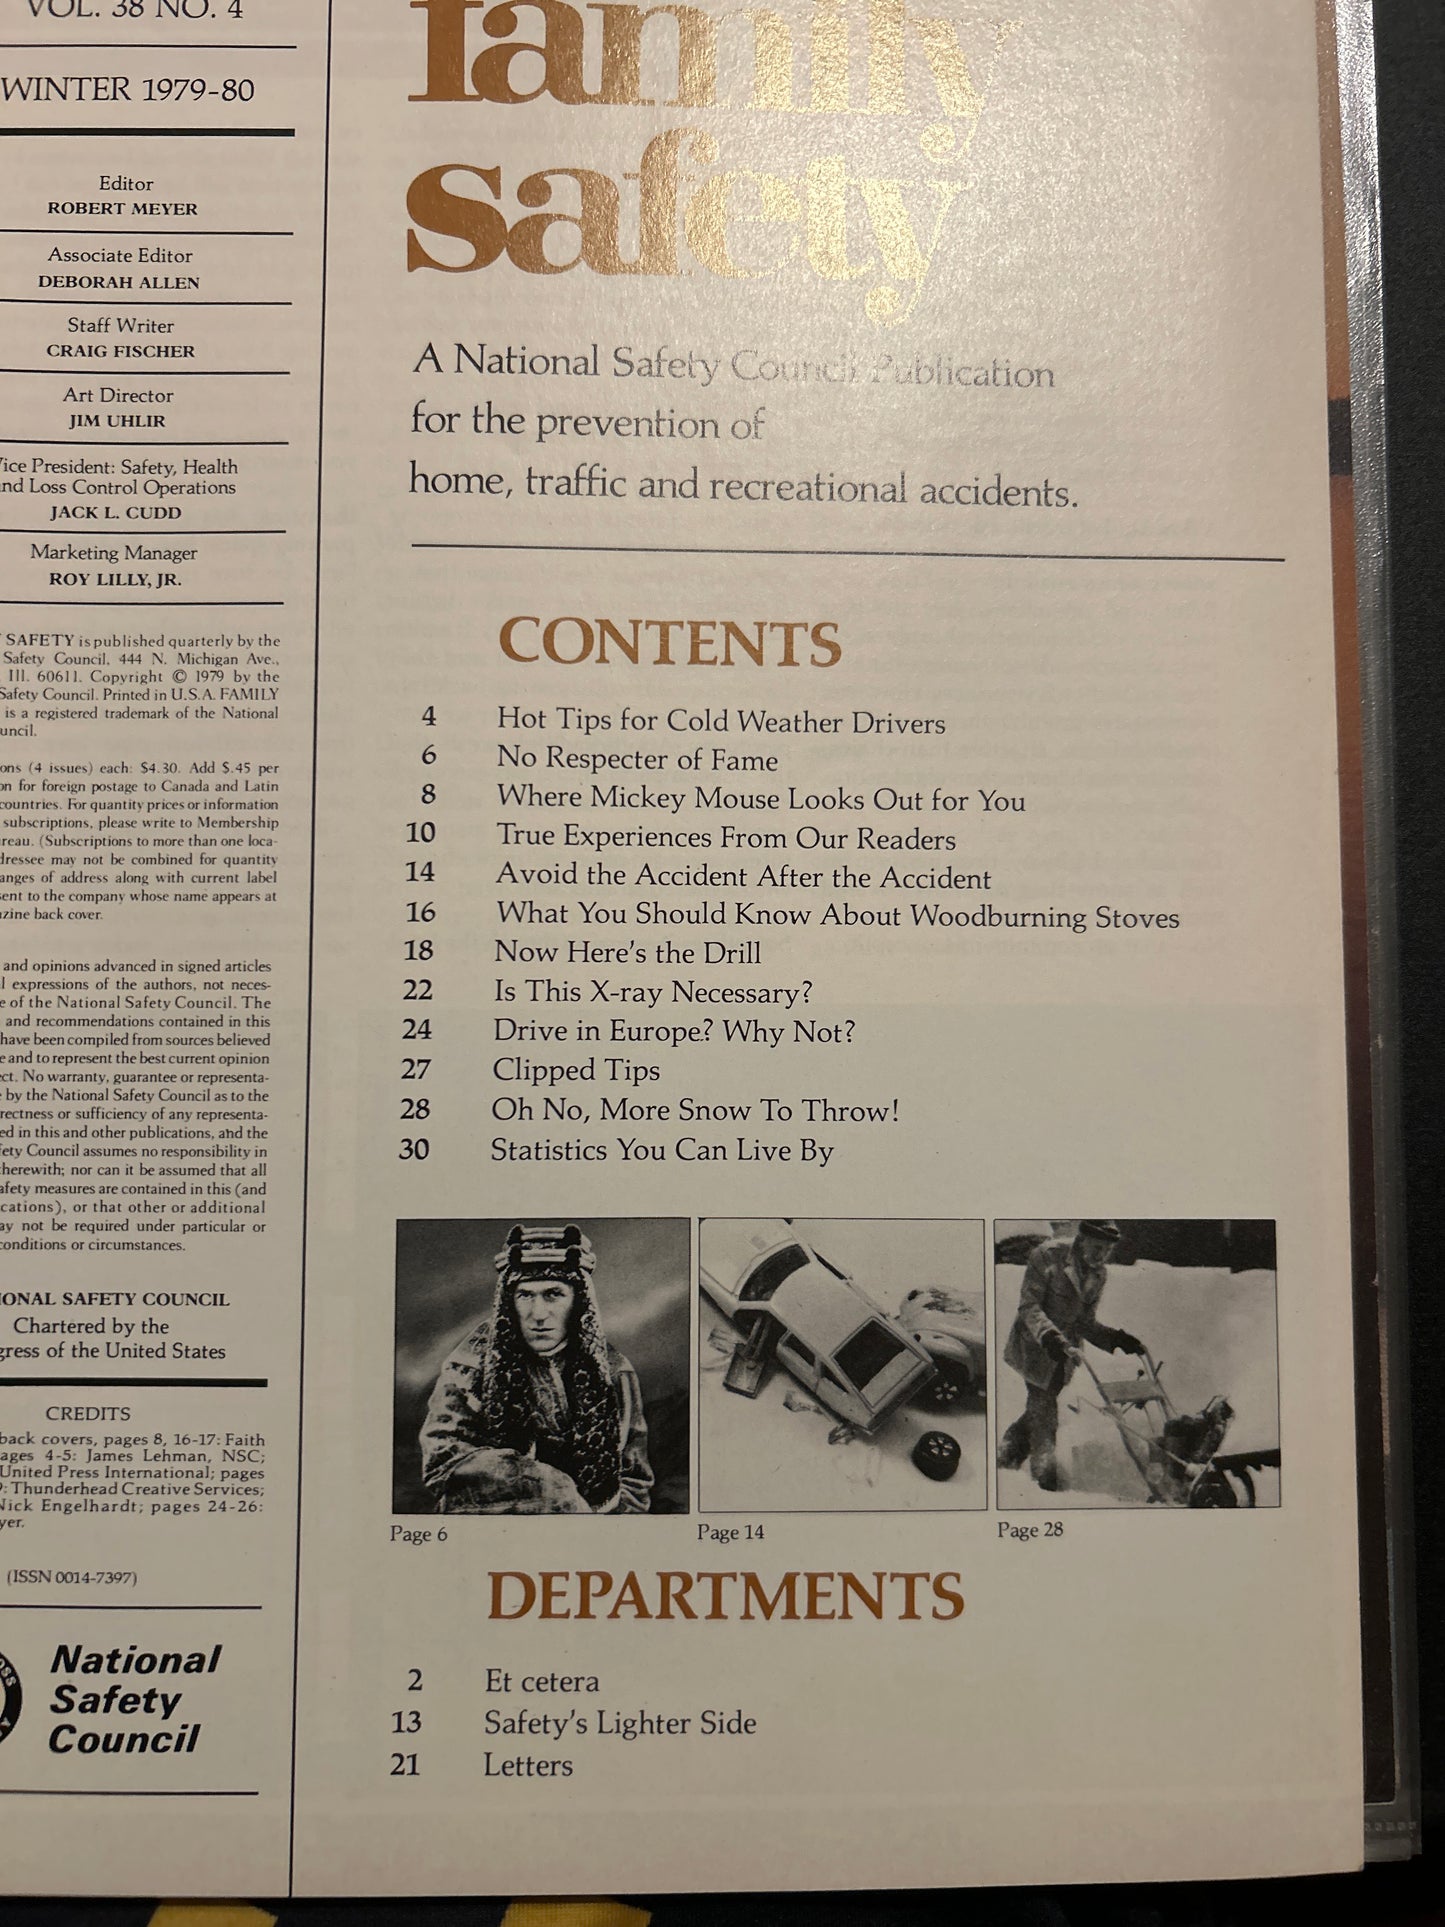 VOL. 38 NO. 4
WINTER 1979-80
Editor
ROBERT MEYER
Associate Editor
DEBORAH ALLEN
Staff Writer
CRAIG FISCHER
Art Director
JIM UHLIR
Vice President: Safety, Health
and Loss Control Operations
JACK L. CUDD
Marketing Manager
ROY LILLY, JR.
SAFETY is published quarterly by the
Safety Council, 444 N. Michigan Ave.,
Ill. 60611. Copyright © 1979 by the
Safety Council. Printed in U.S.A. FAMILY
is a registered trademark of the National
(4 issues) each: $4.30. Add $.45 per
for foreign postage to Canada and Latin
countries. For quantity prices or information
subscriptions, please write to Membership
(Subscriptions to more than one loca-
may not be combined for quantity
of address along with current label
to the company whose name appears at
back cover.
and opinions advanced in signed articles
expressions of the authors, not neces-
of the National Safety Council. The
and recommendations contained in this
have been compiled from sources believed
and to represent the best current opinion
No warranty, guarantee or representa-
by the National Safety Council as to the
or sufficiency of any representa-
in this and other publications, and the
Council assumes no responsibility in
herewith; nor can it be assumed that all
measures are contained in this (and
or that other or additional
not be required under particular or
conditions or circumstances.
NATIONAL SAFETY COUNCIL
Chartered by the
Congress of the United States
CREDITS
back covers, pages 8, 16-17: Faith
4-5: James Lehman, NSC;
United Press International; pages
Thunderhead Creative Services;
Nick Engelhardt; pages 24-26:
(ISSN 0014-7397)
National
Safety
Council
family
safety
A National Safety Council Publication
for the prevention of
home, traffic and recreational accidents.
CONTENTS
4 Hot Tips for Cold Weather Drivers
6 No Respecter of Fame
8 Where Mickey Mouse Looks Out for You
10 True Experiences From Our Readers
14 Avoid the Accident After the Accident
16 What You Should Know About Woodburning Stoves
18 Now Here's the Drill
22 Is This X-ray Necessary?
24 Drive in Europe? Why Not?
27 Clipped Tips
28 Oh No, More Snow To Throw!
30 Statistics You Can Live By
Page 6 Page 14 Page 28
DEPARTMENTS
2 Et cetera
13 Safety's Lighter Side
21 Letters